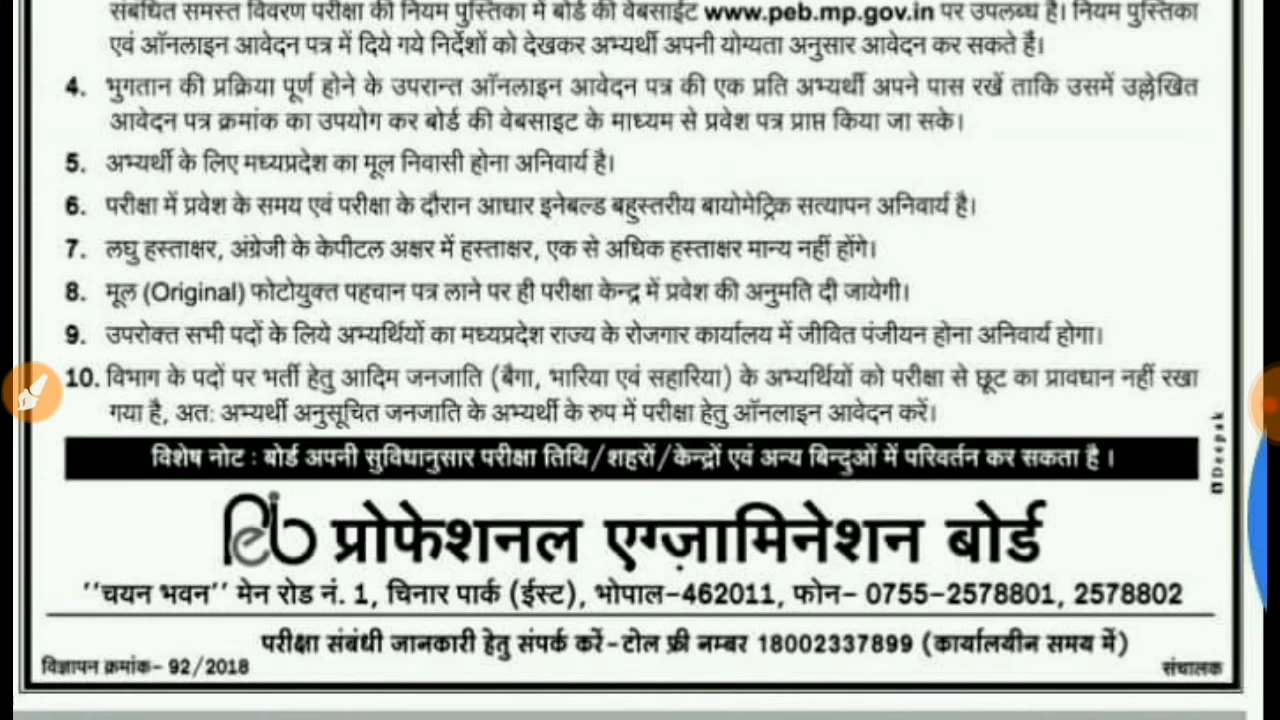 संबंधित समस्त विवरण परीक्षा की नियम पुस्तिका में बोर्ड की वेबसाईट www.peb.mp.gov.in पर उपलब्ध है। नियम पुस्तिका
एवं ऑनलाइन आवेदन पत्र में दिये गये निर्देशों को देखकर अभ्यर्थी अपनी योग्यता अनुसार आवेदन कर सकते हैं।
4. भुगतान की प्रक्रिया पूर्ण होने के उपरान्त ऑनलाइन आवेदन पत्र की एक प्रति अभ्यर्थी अपने पास रखें ताकि उसमें उल्लेखित
आवेदन पत्र क्रमांक का उपयोग कर बोर्ड की वेबसाइट के माध्यम से प्रवेश पत्र प्राप्त किया जा सके।
5. अभ्यर्थी के लिए मध्यप्रदेश का मूल निवासी होना अनिवार्य है।
6. परीक्षा में प्रवेश के समय एवं परीक्षा के दौरान आधार इनेबल्ड बहुस्तरीय बायोमेट्रिक सत्यापन अनिवार्य है।
7. लघु हस्ताक्षर, अंग्रेजी के केपीटल अक्षर में हस्ताक्षर, एक से अधिक हस्ताक्षर मान्य नहीं होंगे।
8. मूल (Original) फोटोयुक्त पहचान पत्र लाने पर ही परीक्षा केन्द्र में प्रवेश की अनुमति दी जायेगी।
9. उपरोक्त सभी पदों के लिये अभ्यर्थियों का मध्यप्रदेश राज्य के रोजगार कार्यालय में जीवित पंजीयन होना अनिवार्य होगा।
10. विभाग के पदों पर भर्ती हेतु आदिम जनजाति (बैगा, भारिया एवं सहारिया) के अभ्यर्थियों को परीक्षा से छूट का प्रावधान नहीं रखा
गया है, अतः अभ्यर्थी अनुसूचित जनजाति के अभ्यर्थी के रुप में परीक्षा हेतु ऑनलाइन आवेदन करें।
Deepak
विशेष नोट : बोर्ड अपनी सुविधानुसार परीक्षा तिथि/शहरों/केन्द्रों एवं अन्य बिन्दुओं में परिवर्तन कर सकता है।
Peb प्रोफेशनल एग्ज़ामिनेशन बोर्ड
''चयन भवन'' मेन रोड नं. 1, चिनार पार्क (ईस्ट), भोपाल-462011, फोन- 0755-2578801, 2578802
परीक्षा संबंधी जानकारी हेतु संपर्क करें-टोल फ्री नम्बर 18002337899 (कार्यालयीन समय में)
विज्ञापन क्रमांक- 92/2018
संचालक